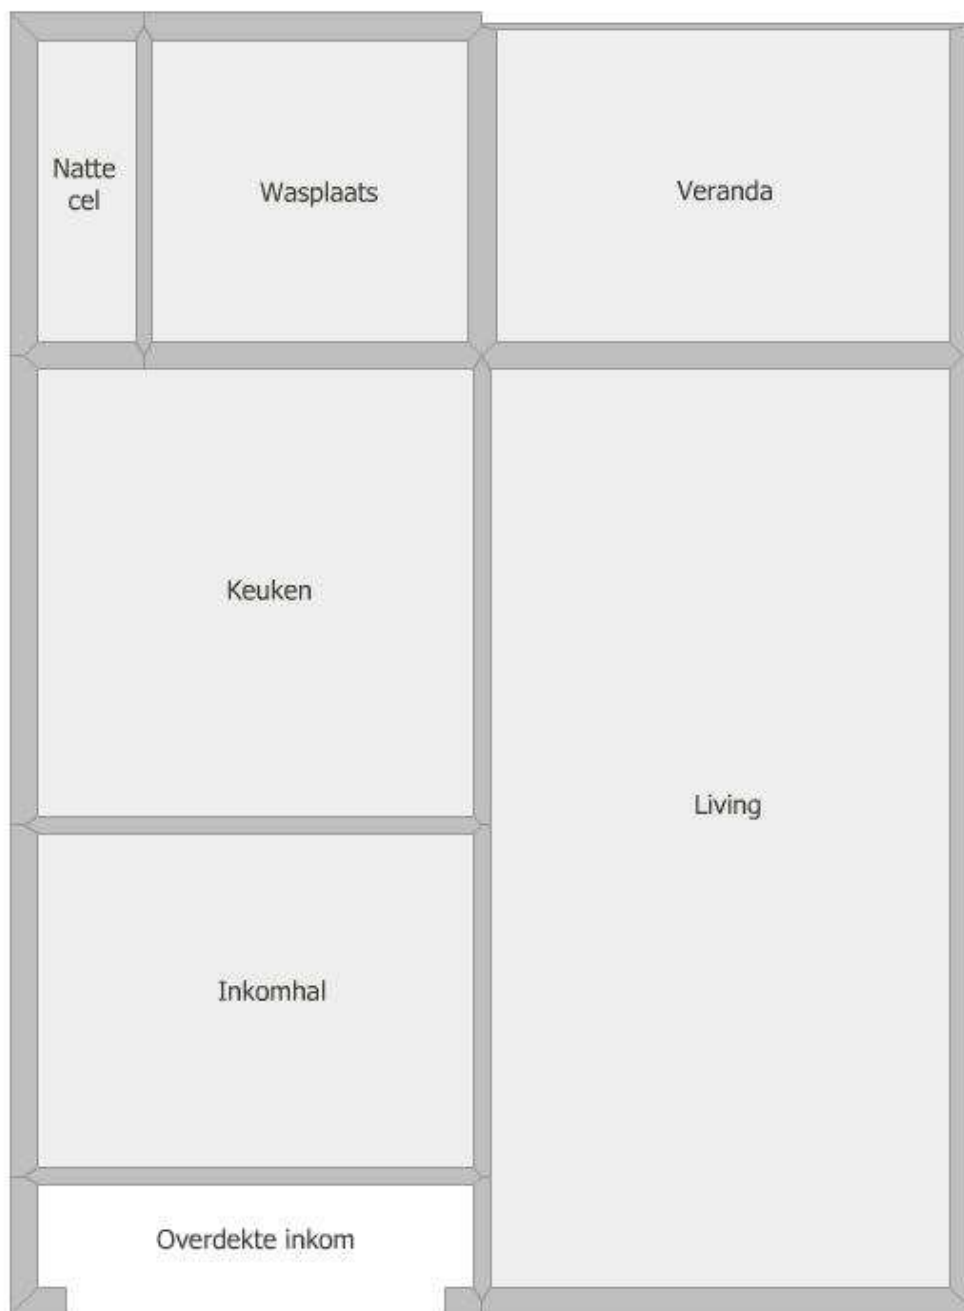 Natte
cel
Wasplaats
Veranda
Keuken
Living
Inkomhal
Overdekte inkom